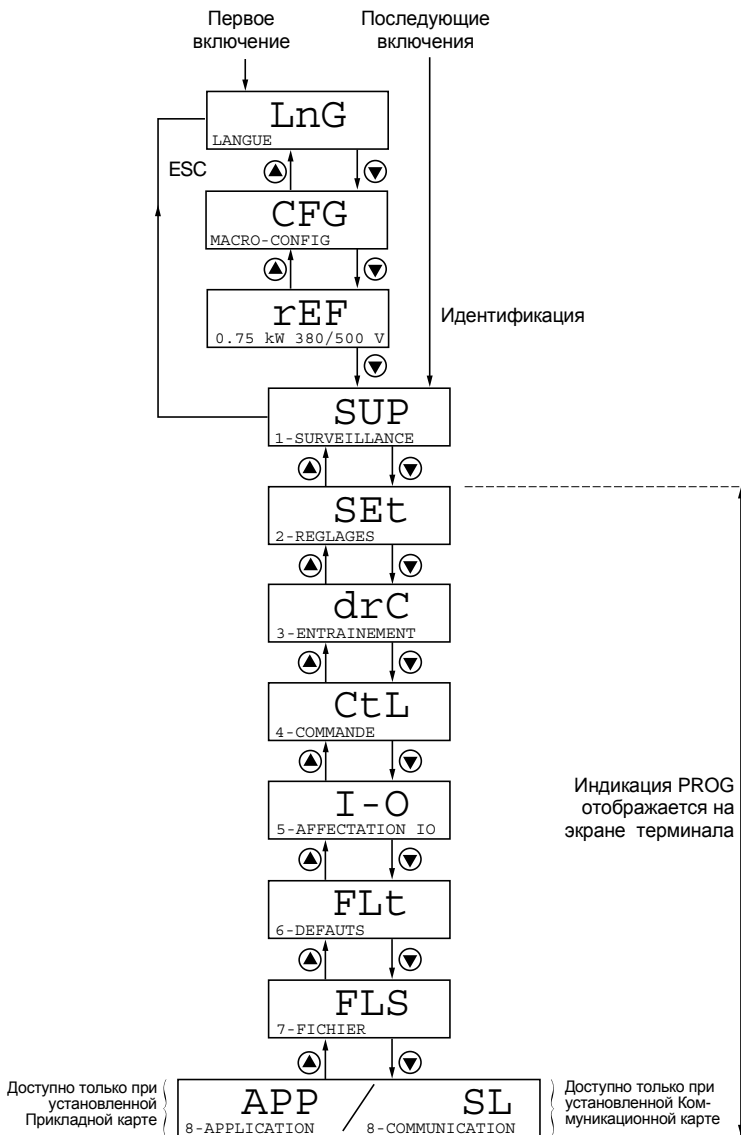 Первое
включение
Последующие
включения
LnG
LANGUE
ESC
CFG
MACRO-CONFIG
rEF
0.75 kW 380/500 V
Идентификация
SUP
1-SURVEILLANCE
SEt
2-REGLAGES
drC
3-ENTRAINEMENT
CtL
4-COMMANDE
I-O
5-AFFECTATION IO
Индикация PROG
отображается на
экране терминала
FLt
6-DEFAUTS
FLS
7-FICHIER
Доступно только при
установленной
Прикладной карте
APP
8-APPLICATION
/
SL
8-COMMUNICATION
Доступно только при
установленной Ком-
муникационной карте